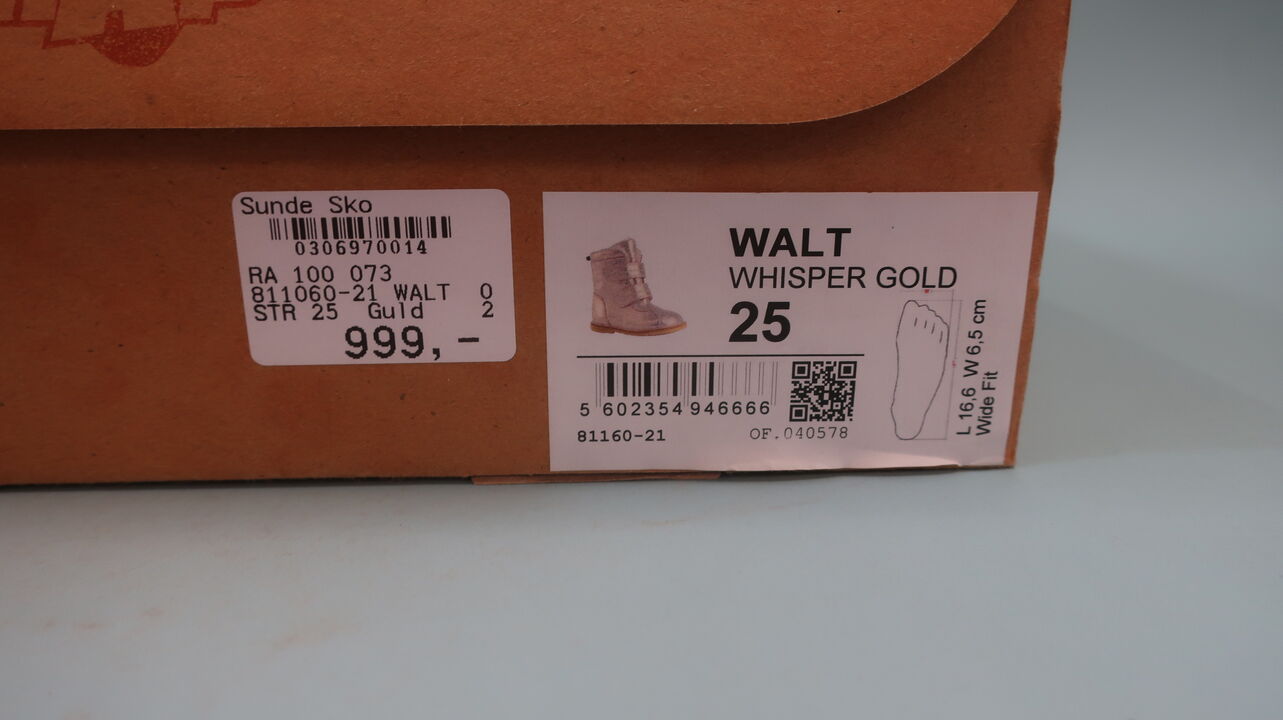 Sunde Sko
0306970014
RA 100 073
811060-21 WALT 0
STR 25 Guld 2
999,-
WALT
WHISPER GOLD
25
5 602354 946666
81160-21
OF.040578
L 16,6 W 6,5 cm
Wide Fit